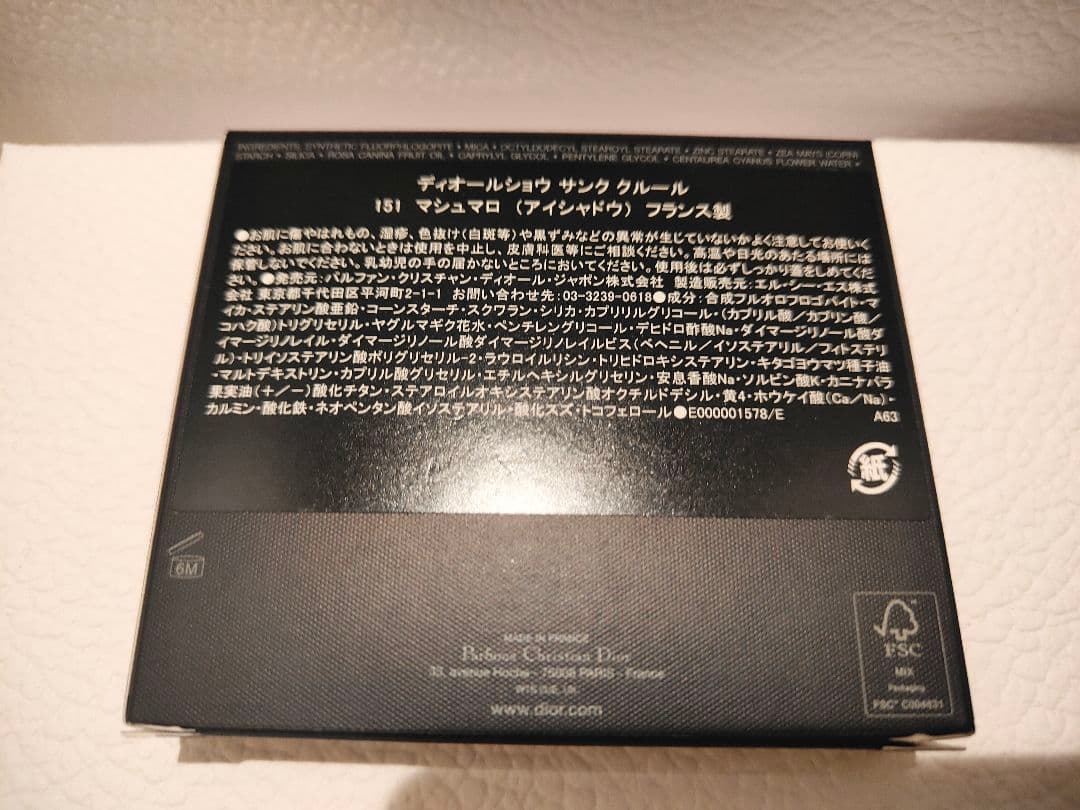 INGREDIENTS: SYNTHETIC FLUORPHLOGOPITE • MICA • OCTYLDODECYL STEAROYL STEARATE • ZINC STEARATE • ZEA MAYS (CORN)
STARCH • SILICA • ROSA CANINA FRUIT OIL • CAPRYLYL GLYCOL • PENTYLENE GLYCOL • CENTAUREA CYANUS FLOWER WATER •
ディオールショウ サンク クルール
151 マシュマロ （アイシャドウ） フランス製
●お肌に傷やはれもの、湿疹、色抜け(白斑等)や黒ずみなどの異常が生じていないかよく注意してお使いく
ださい。お肌に合わないときは使用を中止し、皮膚科医等にご相談ください。高温や日光のあたる場所には
放置しないでください。乳幼児の手の届かないところにおいてください。使用後は必ずしっかり蓋をしめてくだ
さい。●発売元：パルファン・クリスチャン・ディオール・ジャポン株式会社 製造販売元：エル・シー・エス株式
会社 東京都千代田区平河町2-1-1 お問い合わせ先：03-3239-0618●成分：合成フルオロフロゴパイト・マ
イカ・ステアリン酸亜鉛・コーンスターチ・スクワラン・シリカ・カプリリルグリコール・（カプリル酸／カプリン酸／
コハク酸)トリグリセリル・ヤグルマギク花水・ペンチレングリコール・デヒドロ酢酸Na・ダイマージリノール酸ダ
イマージリノレイル・ダイマージリノール酸ダイマージリノレイルビス（ベヘニル／イソステアリル／フィトステリ
ル)・トリイソステアリン酸ポリグリセリル-2・ラウロイルリシン・トリヒドロキシステアリン・キタゴヨウマツ種子油
・マルトデキストリン・カプリル酸グリセリル・エチルヘキシルグリセリン・安息香酸Na・ソルビン酸K・カニナバラ
果実油(＋／－)酸化チタン・ステアロイルオキシステアリン酸オクチルドデシル・黄4・ホウケイ酸(Ca／Na)・
カルミン・酸化鉄・ネオペンタン酸イソステアリル・酸化スズ・トコフェロール●E000001578/E
A63
紙
6M
MADE IN FRANCE
Parfums Christian Dior
33, avenue Hoche - 75008 PARIS - France
www.dior.com
FSC
MIX
Packaging
FSC™ C004631